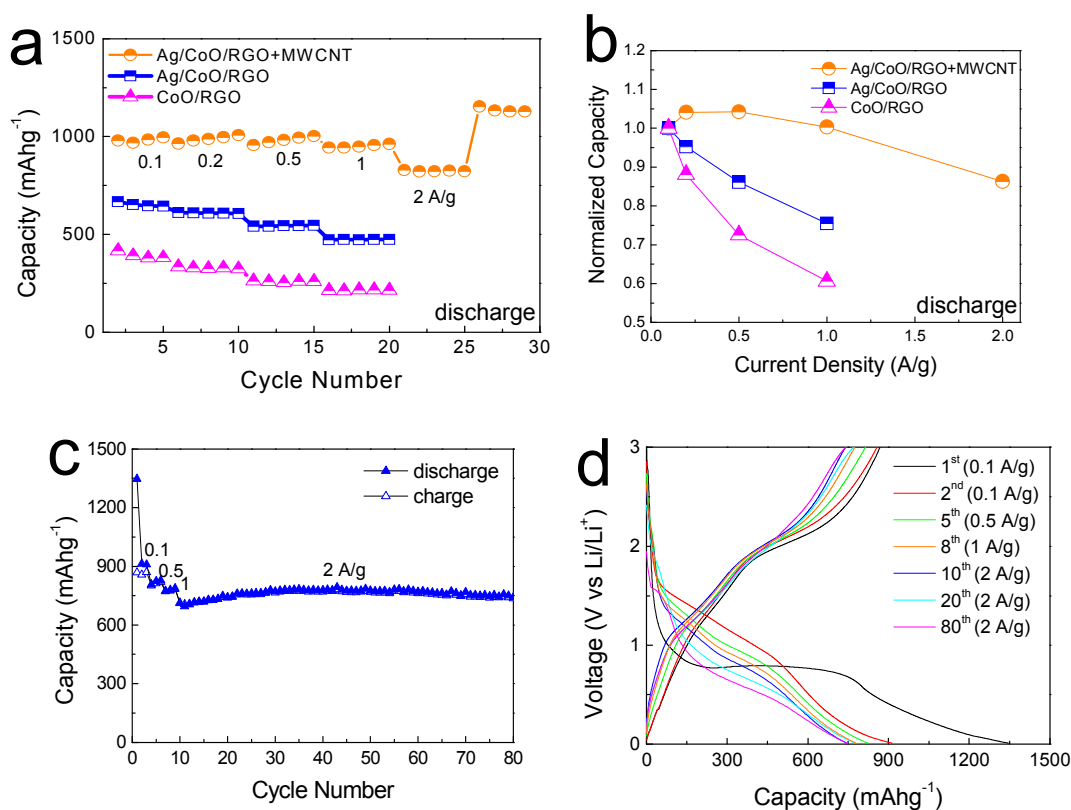 a
1500
1000
500
0
Capacity (mAhg⁻¹)
Ag/CoO/RGO+MWCNT
Ag/CoO/RGO
CoO/RGO
0.1
0.2
0.5
1
2 A/g
discharge
5
10
15
20
25
30
Cycle Number
b
1.2
1.1
1.0
0.9
0.8
0.7
0.6
0.5
Normalized Capacity
Ag/CoO/RGO+MWCNT
Ag/CoO/RGO
CoO/RGO
discharge
0.0
0.5
1.0
1.5
2.0
Current Density (A/g)
c
1500
1200
900
600
300
0
Capacity (mAhg⁻¹)
discharge
charge
0.1
0.5
1
2 A/g
0
10
20
30
40
50
60
70
80
Cycle Number
d
3
2
1
0
Voltage (V vs Li/Li⁺)
1ˢᵗ (0.1 A/g)
2ⁿᵈ (0.1 A/g)
5ᵗʰ (0.5 A/g)
8ᵗʰ (1 A/g)
10ᵗʰ (2 A/g)
20ᵗʰ (2 A/g)
80ᵗʰ (2 A/g)
0
300
600
900
1200
1500
Capacity (mAhg⁻¹)